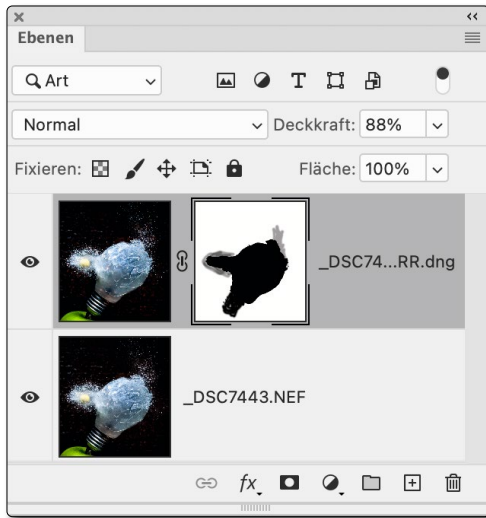 Ebenen
Art
Normal Deckkraft: 88%
Fixieren: Fläche: 100%
_DSC74...RR.dng
_DSC7443.NEF
fx